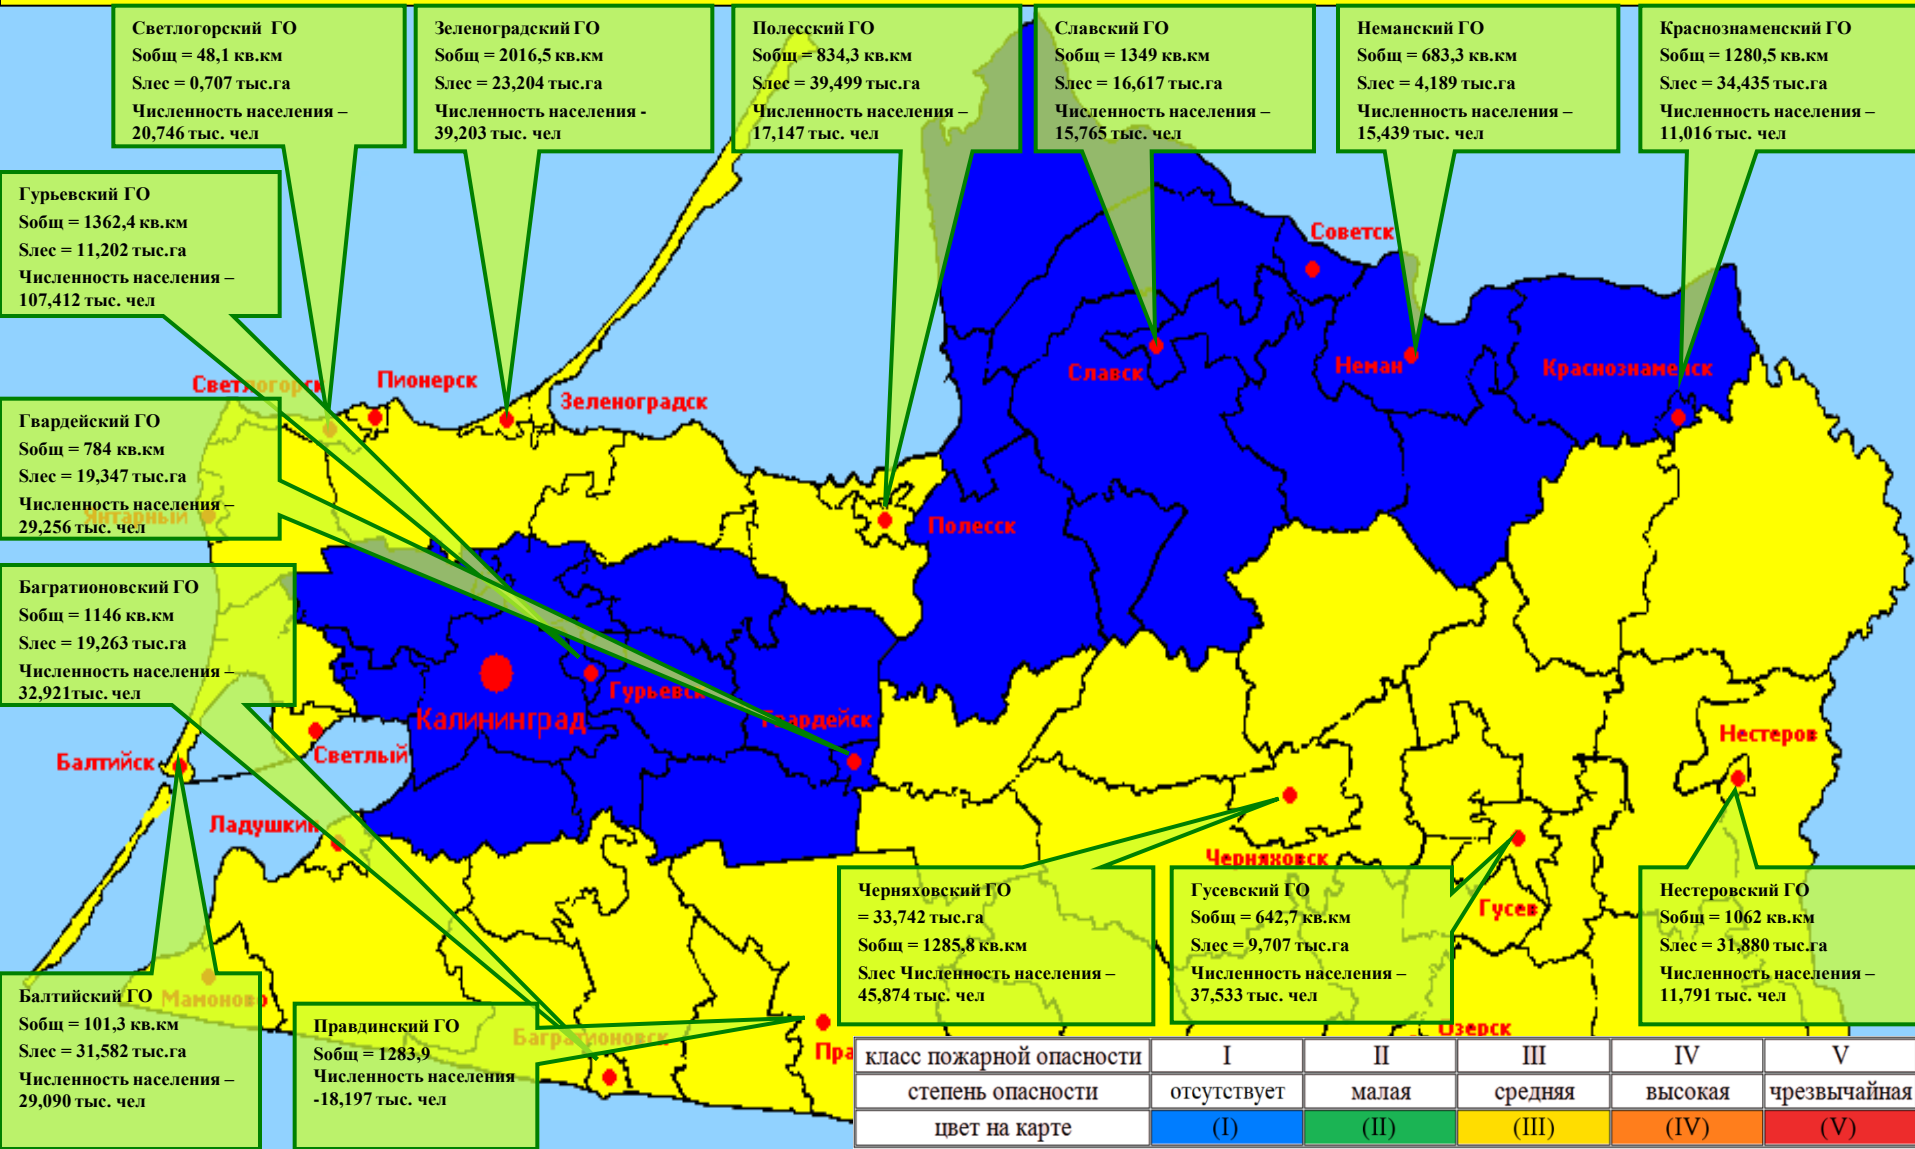 Светлогорский ГО
Sобщ = 48,1 кв.км
Sлес = 0,707 тыс.га
Численность населения –
20,746 тыс. чел
Зеленоградский ГО
Sобщ = 2016,5 кв.км
Sлес = 23,204 тыс.га
Численность населения -
39,203 тыс. чел
Полесский ГО
Sобщ = 834,3 кв.км
Sлес = 39,499 тыс.га
Численность населения –
17,147 тыс. чел
Славский ГО
Sобщ = 1349 кв.км
Sлес = 16,617 тыс.га
Численность населения –
15,765 тыс. чел
Неманский ГО
Sобщ = 683,3 кв.км
Sлес = 4,189 тыс.га
Численность населения –
15,439 тыс. чел
Краснознаменский ГО
Sобщ = 1280,5 кв.км
Sлес = 34,435 тыс.га
Численность населения –
11,016 тыс. чел
Гурьевский ГО
Sобщ = 1362,4 кв.км
Sлес = 11,202 тыс.га
Численность населения –
107,412 тыс. чел
Советск
Светлогорск
Пионерск
Зеленоградск
Славск
Неман
Краснознаменск
Гвардейский ГО
Sобщ = 784 кв.км
Sлес = 19,347 тыс.га
Численность населения –
29,256 тыс. чел
Янтарный
Полесск
Багратионовский ГО
Sобщ = 1146 кв.км
Sлес = 19,263 тыс.га
Численность населения –
32,921тыс. чел
Гурьевск
Калининград
Гвардейск
Нестеров
Балтийск
Светлый
Ладушкин
Черняховск
Гусев
Черняховский ГО
= 33,742 тыс.га
Sобщ = 1285,8 кв.км
Sлес Численность населения –
45,874 тыс. чел
Гусевский ГО
Sобщ = 642,7 кв.км
Sлес = 9,707 тыс.га
Численность населения –
37,533 тыс. чел
Нестеровский ГО
Sобщ = 1062 кв.км
Sлес = 31,880 тыс.га
Численность населения –
11,791 тыс. чел
Балтийский ГО
Sобщ = 101,3 кв.км
Sлес = 31,582 тыс.га
Численность населения –
29,090 тыс. чел
Мамоново
Правдинский ГО
Sобщ = 1283,9
Численность населения
-18,197 тыс. чел
Багратионовск
Пра
Озерск
класс пожарной опасности I II III IV V
степень опасности отсутствует малая средняя высокая чрезвычайная
цвет на карте (I) (II) (III) (IV) (V)